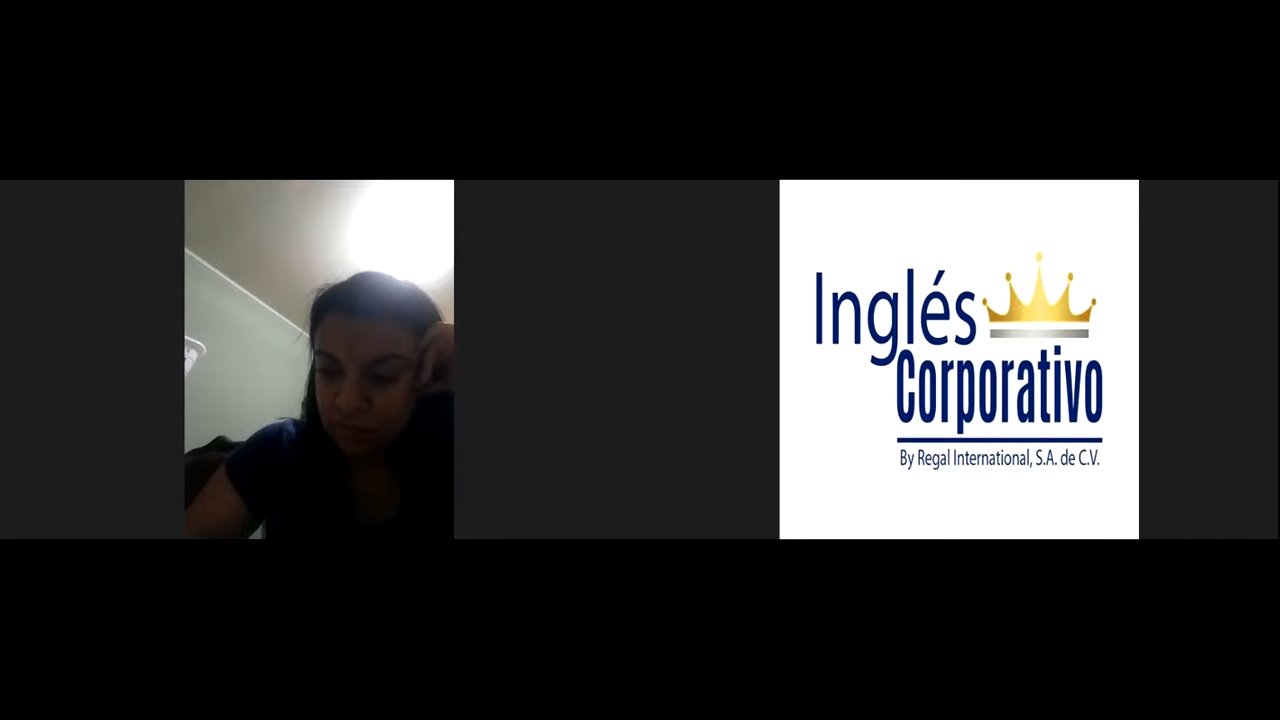 Inglés
Corporativo
By Regal International, S.A. de C.V.